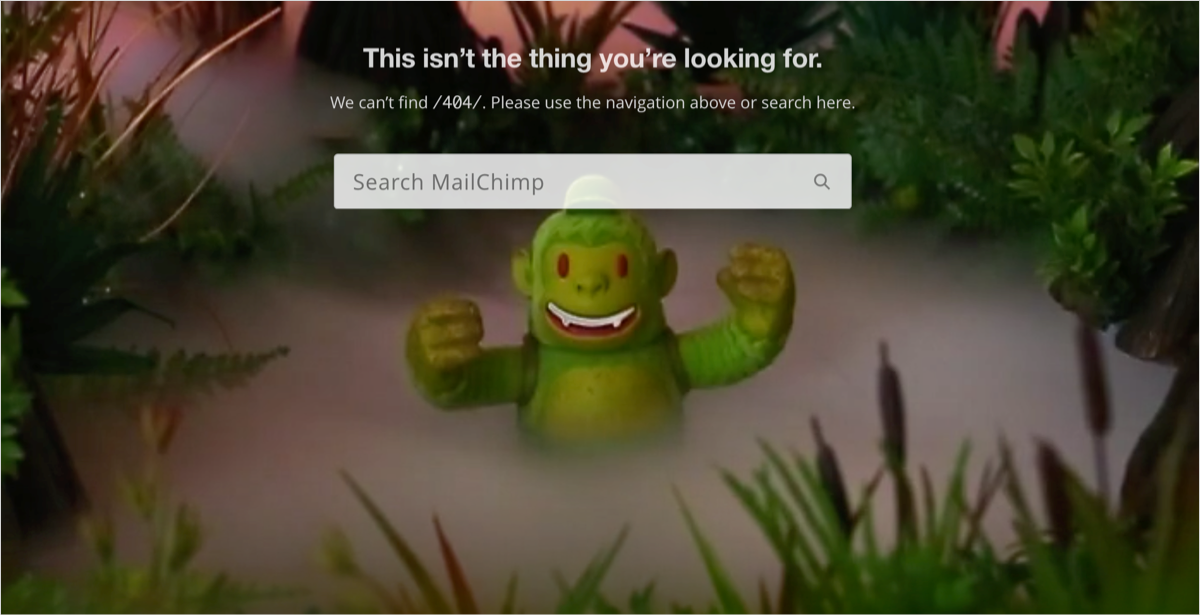 This isn’t the thing you’re looking for.
We can’t find /404/. Please use the navigation above or search here.
Search MailChimp